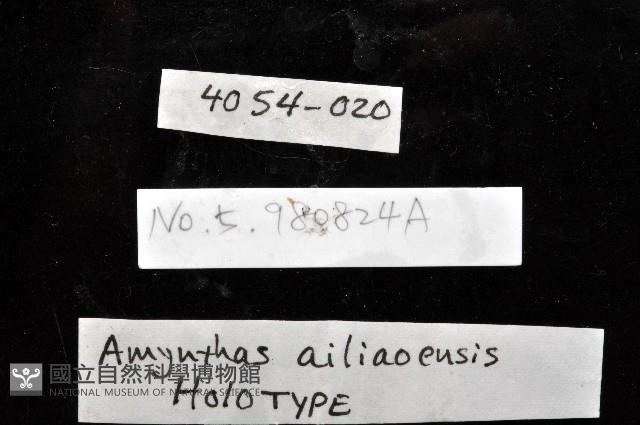 4054-020
No.5.980824A
Amynthas ailiaoensis
HoloTYPE
國立自然科學博物館
NATIONAL MUSEUM OF NATURAL SCIENCE